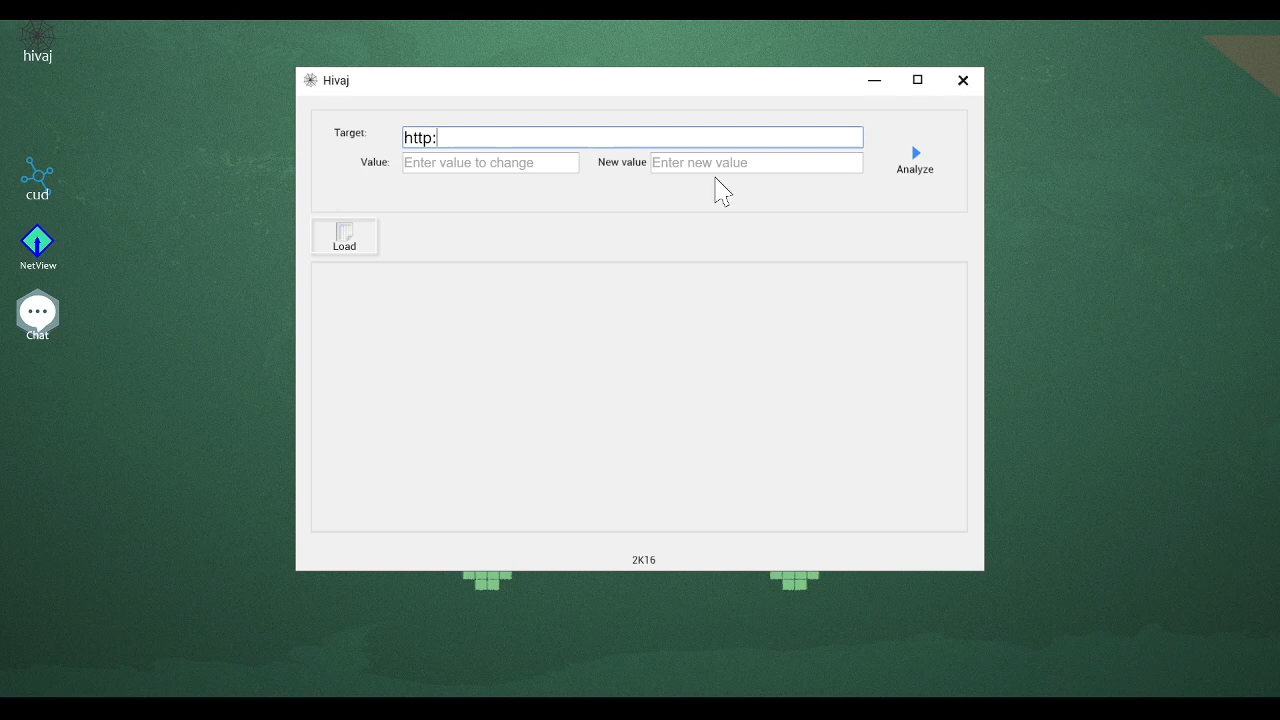 hivaj
Hivaj
Target:
http:
Value:
Enter value to change
New value
Enter new value
Analyze
Load
cud
NetView
Chat
2K16